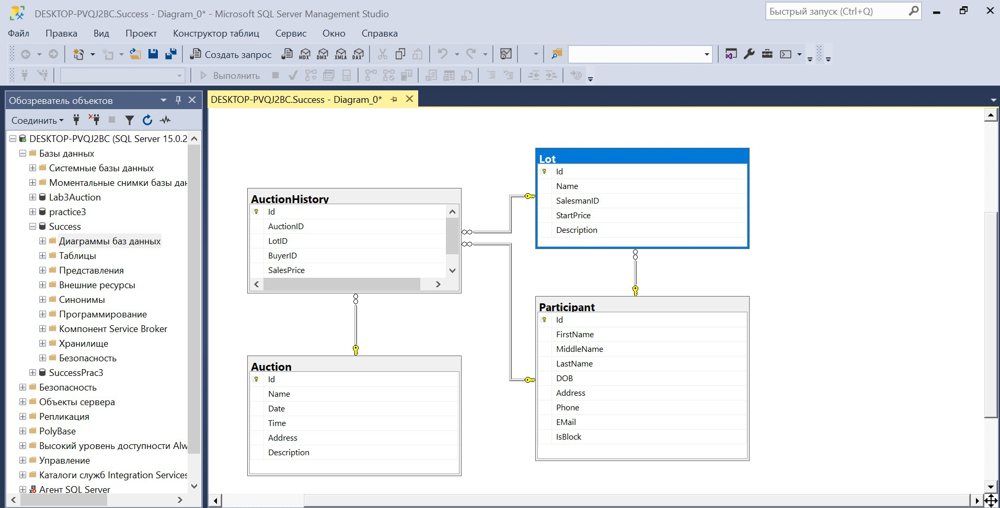 DESKTOP-PVQJ2BC.Success - Diagram_0* - Microsoft SQL Server Management Studio
Быстрый запуск (Ctrl+Q)
Файл Правка Вид Проект Конструктор таблиц Сервис Окно Справка
Создать запрос MDX DMX XMLA DAX
Выполнить
Обозреватель объектов
Соединить
DESKTOP-PVQJ2BC (SQL Server 15.0.2
Базы данных
Системные базы данных
Моментальные снимки базы дан
Lab3Auction
practice3
Success
Диаграммы баз данных
Таблицы
Представления
Внешние ресурсы
Синонимы
Программирование
Компонент Service Broker
Хранилище
Безопасность
SuccessPrac3
Безопасность
Объекты сервера
Репликация
PolyBase
Высокий уровень доступности Alw
Управление
Каталоги служб Integration Services
Агент SQL Server
DESKTOP-PVQJ2BC.Success - Diagram_0*
AuctionHistory
Id
AuctionID
LotID
BuyerID
SalesPrice
Auction
Id
Name
Date
Time
Address
Description
Lot
Id
Name
SalesmanID
StartPrice
Description
Participant
Id
FirstName
MiddleName
LastName
DOB
Address
Phone
EMail
IsBlock